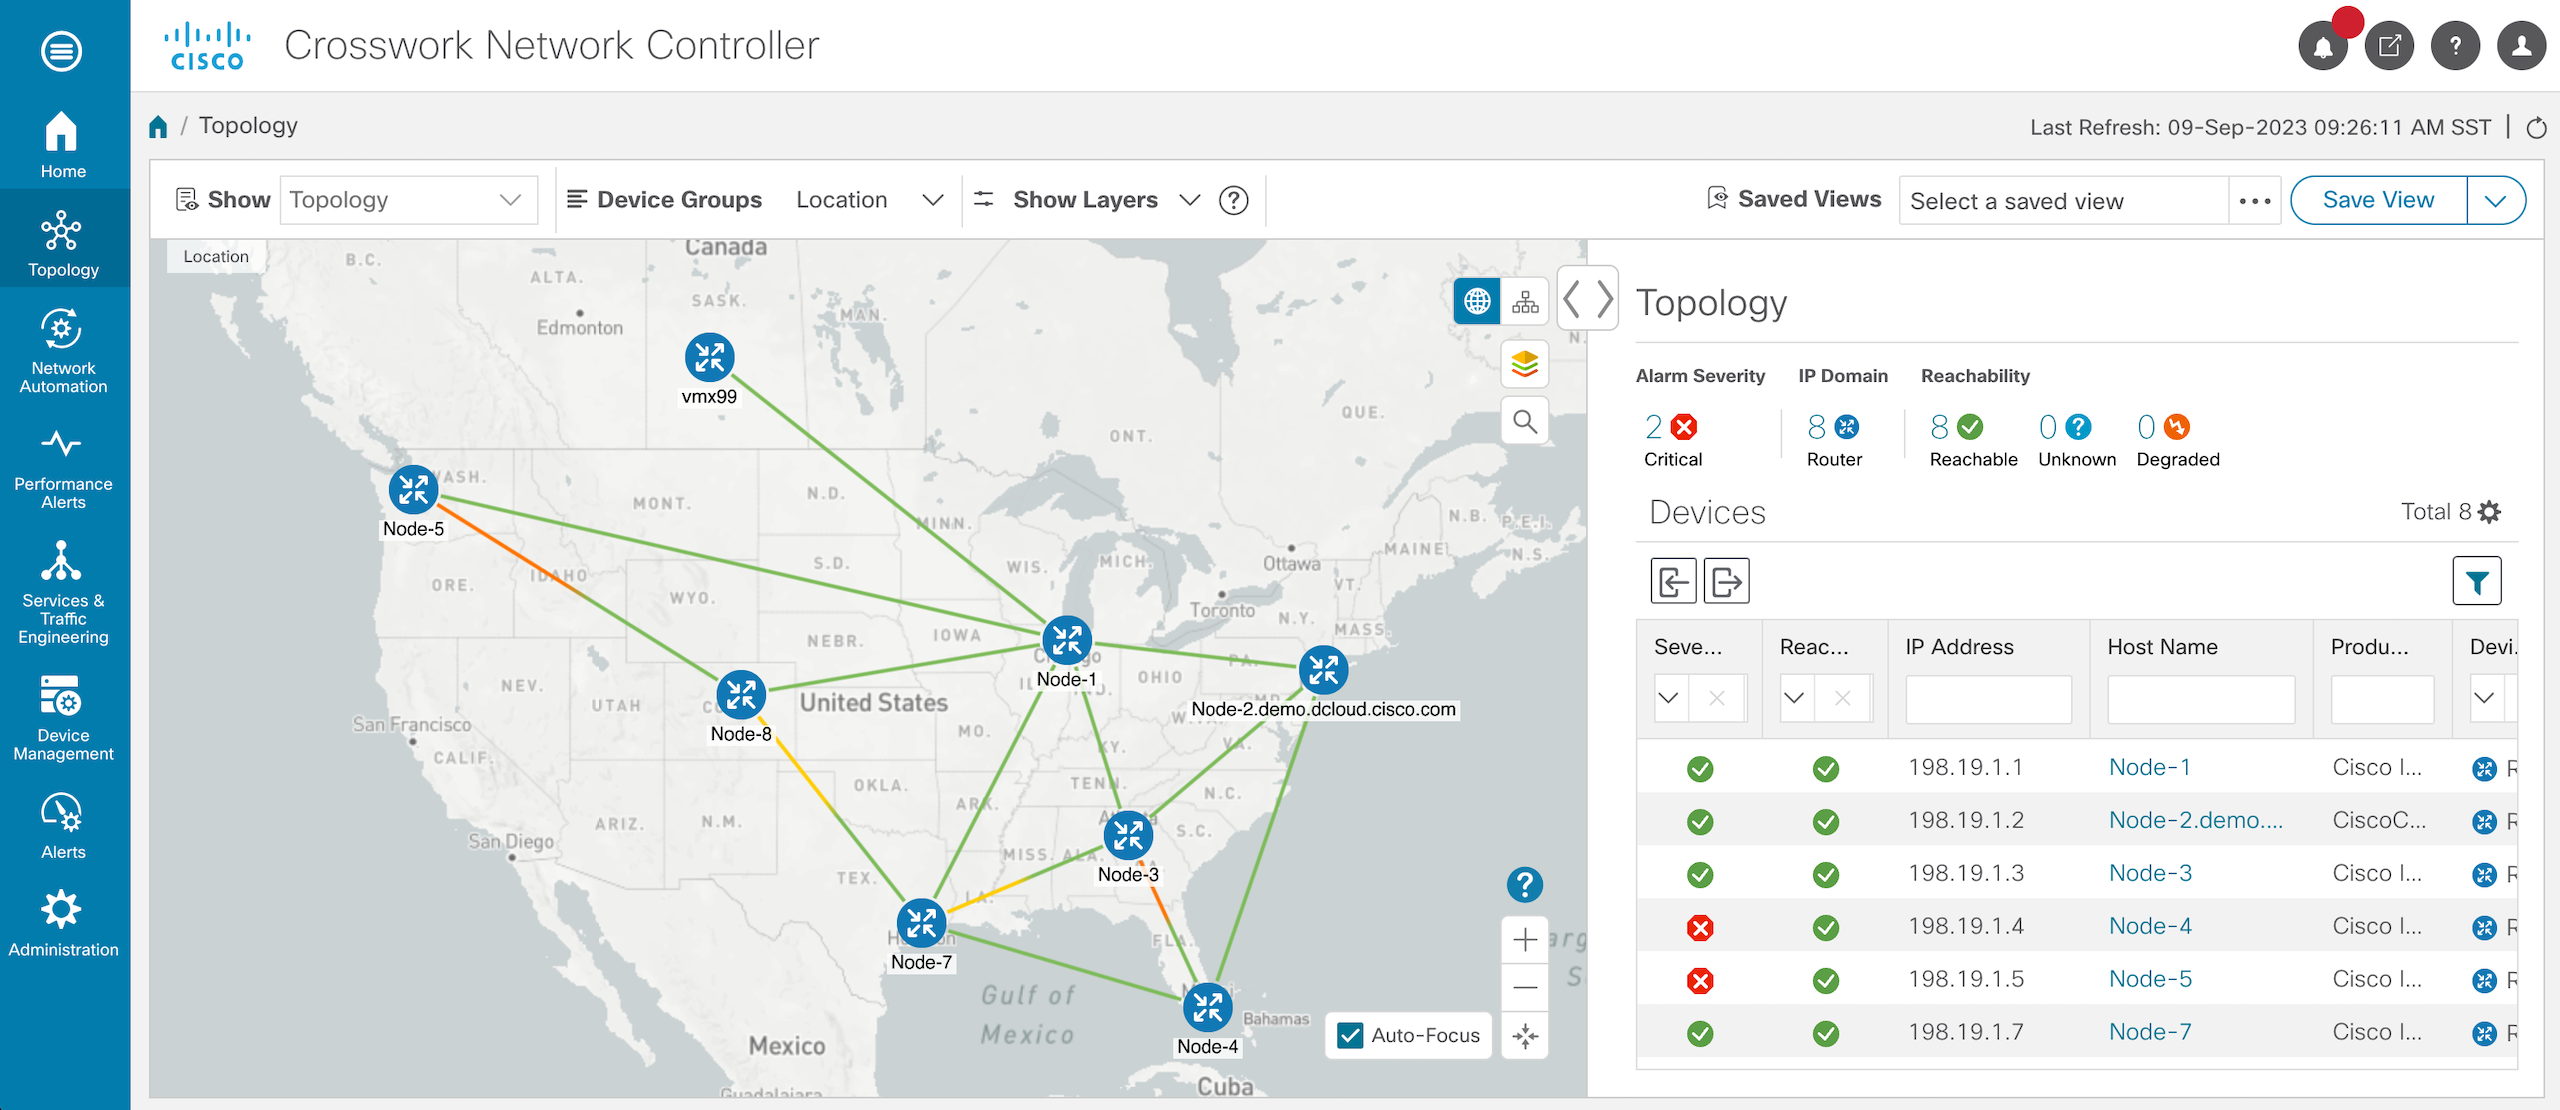 CISCO Crosswork Network Controller
Home
Topology
Network
Automation
Performance
Alerts
Services &
Traffic
Engineering
Device
Management
Alerts
Administration
/ Topology
Last Refresh: 09-Sep-2023 09:26:11 AM SST |
Show Topology
Device Groups Location
Show Layers ?
Saved Views Select a saved view ... Save View
Location
Canada
B.C.
ALTA.
SASK.
MAN.
Edmonton
vmx99
QUE.
ONT.
WASH.
Node-5
MONT.
N.D.
MINN.
N.B. P.E.I.
MAINE
N.S.
Ottawa
ORE.
IDAHO
S.D.
WIS.
MICH.
VT.
WYO.
Toronto
N.Y.
MASS.
NEBR.
IOWA
PA.
Node-1
OHIO
NEV.
UTAH
United States
MD.
Node-2.demo.dcloud.cisco.com
San Francisco
Node-8
MO.
KY.
VA.
CALIF.
OKLA.
TENN.
N.C.
ARK.
ARIZ.
N.M.
S.C.
San Diego
MISS. ALA.
Node-3
TEX.
LA.
Node-7
FLA.
Gulf of
Mexico
Bahamas
Node-4
Mexico
Guadalajara
Cuba
Auto-Focus
?
Topology
Alarm Severity IP Domain Reachability
2 8 8 0 ? 0
Critical Router Reachable Unknown Degraded
Devices Total 8
Seve... Reac... IP Address Host Name Produ... Devi.
198.19.1.1 Node-1 Cisco I... R
198.19.1.2 Node-2.demo.... CiscoC... R
198.19.1.3 Node-3 Cisco I... R
198.19.1.4 Node-4 Cisco I... R
198.19.1.5 Node-5 Cisco I... R
198.19.1.7 Node-7 Cisco I... R